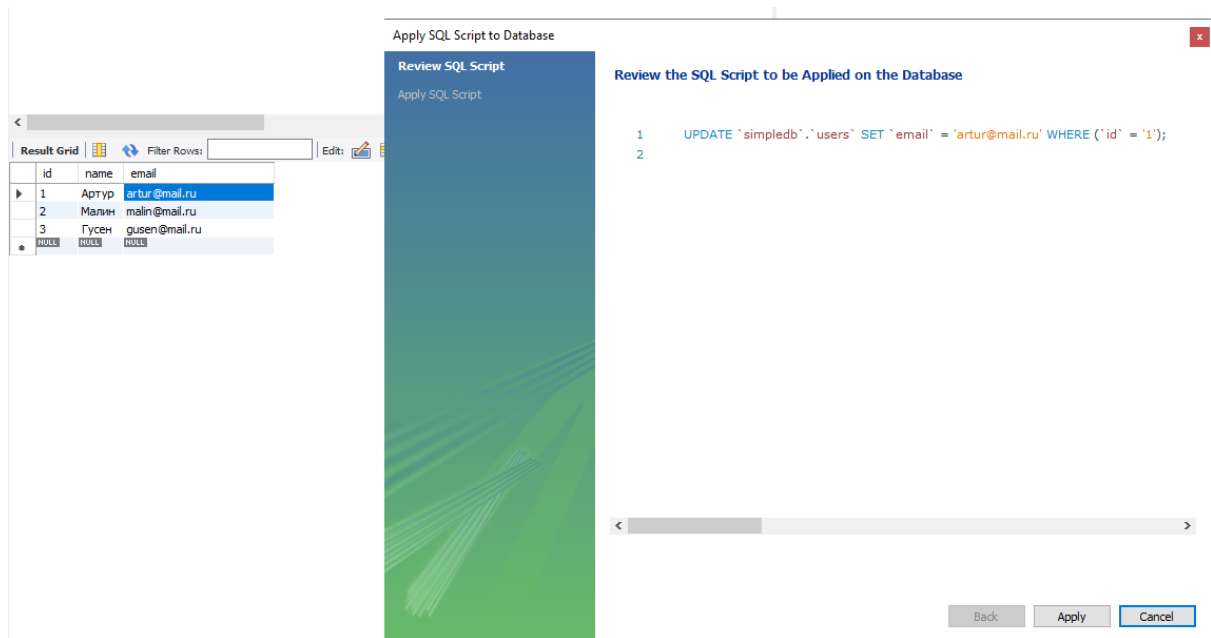 Apply SQL Script to Database
x
Review SQL Script
Apply SQL Script
Review the SQL Script to be Applied on the Database
1 UPDATE `simpledb`.`users` SET `email` = 'artur@mail.ru' WHERE (`id` = '1');
2
Result Grid Filter Rows: Edit:
id name email
1 Артур artur@mail.ru
2 Малин malin@mail.ru
3 Гусен gusen@mail.ru
NULL NULL NULL
Back Apply Cancel